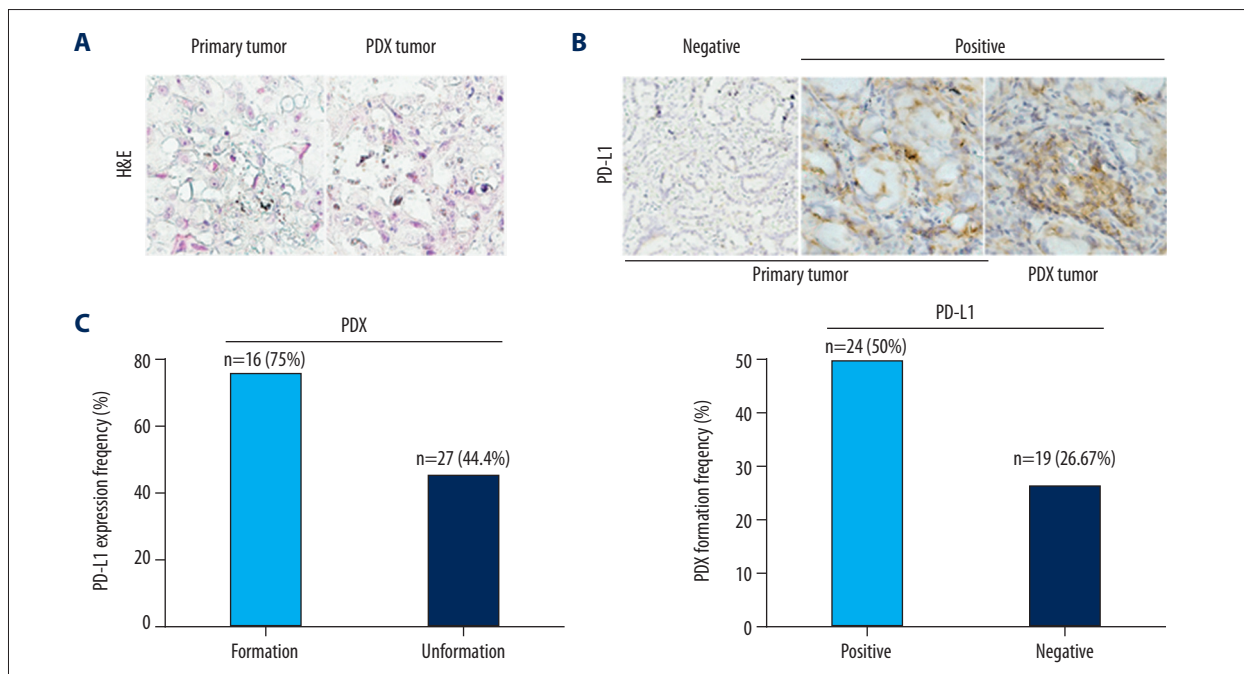 A
Primary tumor
PDX tumor
H&E
B
Negative
Positive
PD-L1
Primary tumor
PDX tumor
C
PDX
n=16 (75%)
n=27 (44.4%)
PD-L1 expression freqency (%)
80
60
40
20
0
Formation
Unformation
PD-L1
n=24 (50%)
n=19 (26.67%)
PDX formation freqency (%)
50
40
30
20
10
0
Positive
Negative